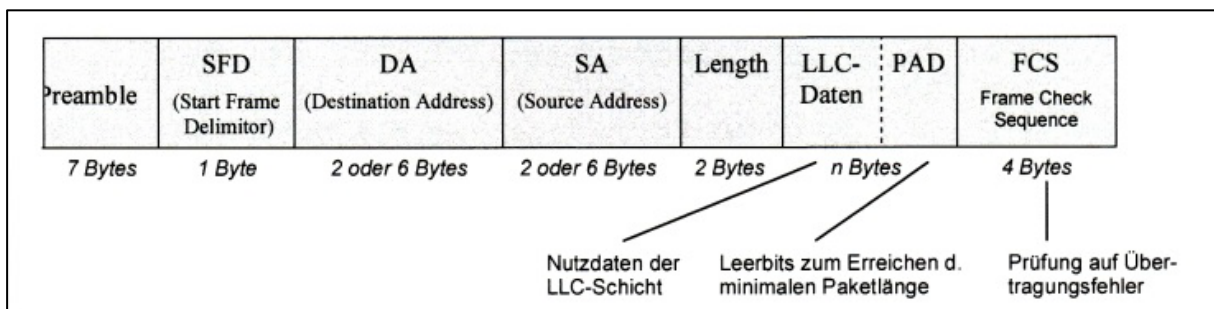 Preamble
SFD
(Start Frame
Delimitor)
DA
(Destination Address)
SA
(Source Address)
Length
LLC-
Daten
PAD
FCS
Frame Check
Sequence
7 Bytes
1 Byte
2 oder 6 Bytes
2 oder 6 Bytes
2 Bytes
n Bytes
4 Bytes
Nutzdaten der
LLC-Schicht
Leerbits zum Erreichen d.
minimalen Paketlänge
Prüfung auf Über-
tragungsfehler